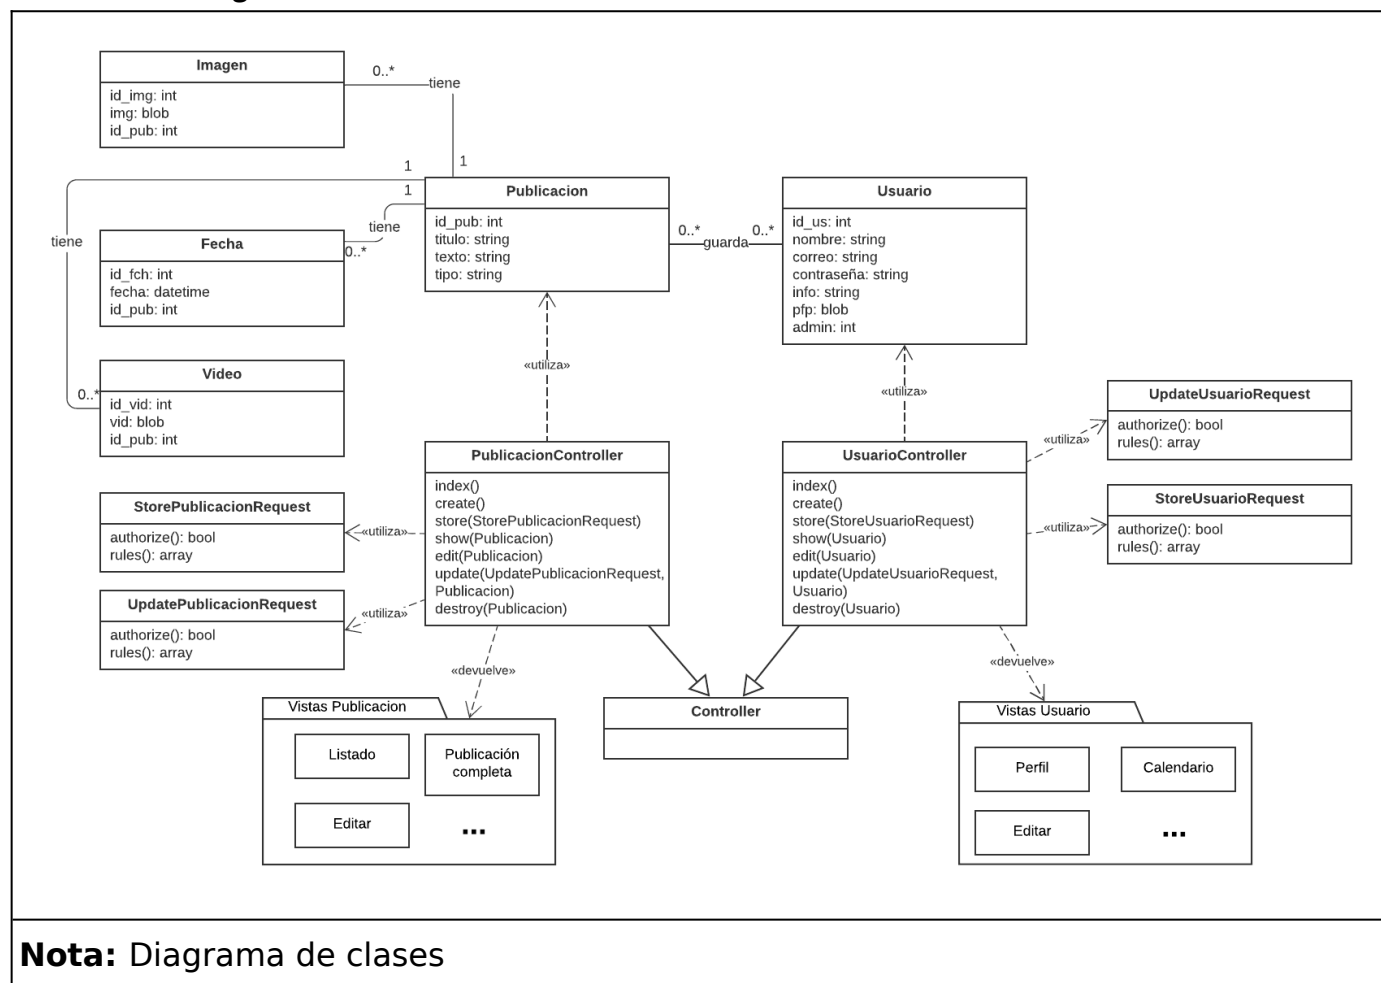 Imagen
id_img: int
img: blob
id_pub: int
0..*
tiene
1
1
1
tiene
tiene
0..*
Fecha
id_fch: int
fecha: datetime
id_pub: int
Publicacion
id_pub: int
titulo: string
texto: string
tipo: string
0..*
guarda
0..*
Usuario
id_us: int
nombre: string
correo: string
contraseña: string
info: string
pfp: blob
admin: int
0..*
Video
id_vid: int
vid: blob
id_pub: int
«utiliza»
«utiliza»
PublicacionController
index()
create()
store(StorePublicacionRequest)
show(Publicacion)
edit(Publicacion)
update(UpdatePublicacionRequest,
Publicacion)
destroy(Publicacion)
UsuarioController
index()
create()
store(StoreUsuarioRequest)
show(Usuario)
edit(Usuario)
update(UpdateUsuarioRequest,
Usuario)
destroy(Usuario)
«utiliza»
UpdateUsuarioRequest
authorize(): bool
rules(): array
«utiliza»
StoreUsuarioRequest
authorize(): bool
rules(): array
StorePublicacionRequest
authorize(): bool
rules(): array
«utiliza»
UpdatePublicacionRequest
authorize(): bool
rules(): array
«utiliza»
«devuelve»
«devuelve»
Vistas Publicacion
Listado
Publicación
completa
Editar
...
Controller
Vistas Usuario
Perfil
Calendario
Editar
...
Nota: Diagrama de clases